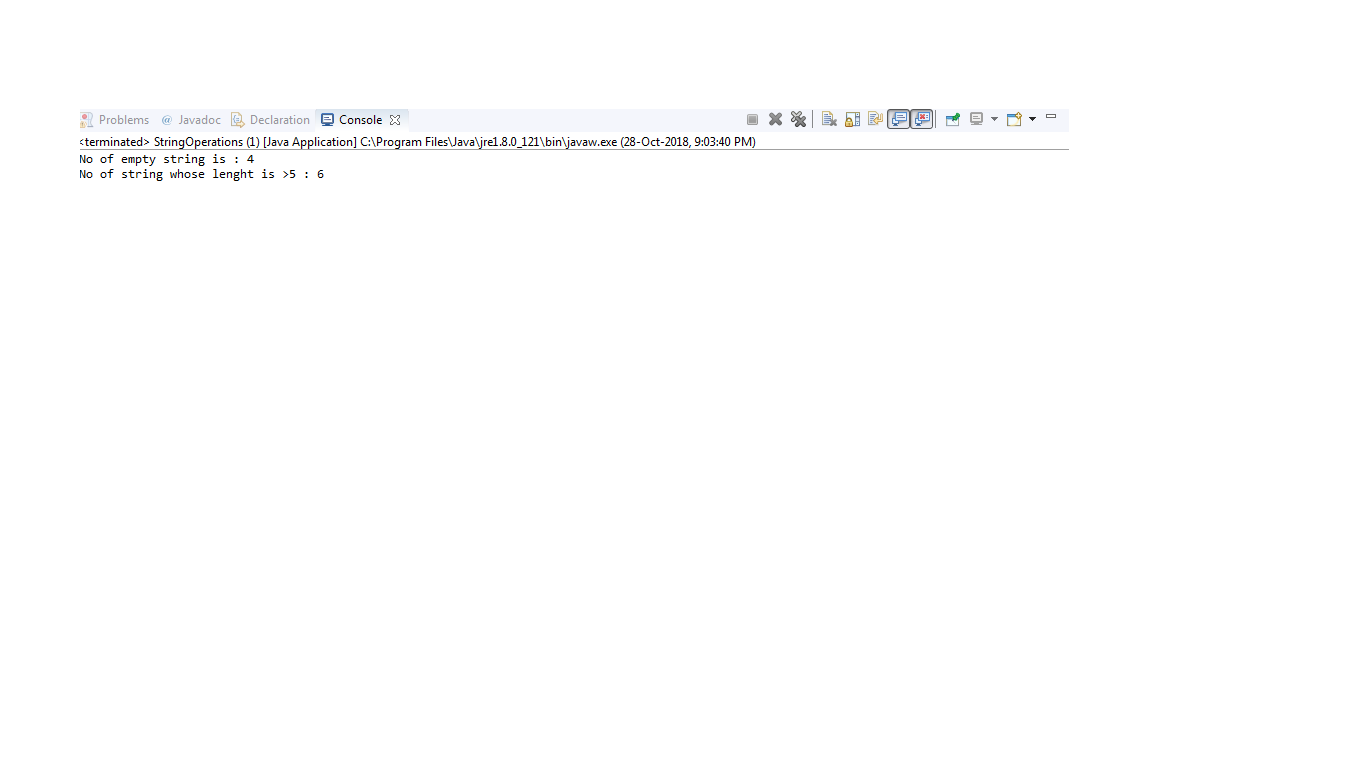 Problems @ Javadoc Declaration Console
<terminated> StringOperations (1) [Java Application] C:\Program Files\Java\jre1.8.0_121\bin\javaw.exe (28-Oct-2018, 9:03:40 PM)
No of empty string is : 4
No of string whose lenght is >5 : 6